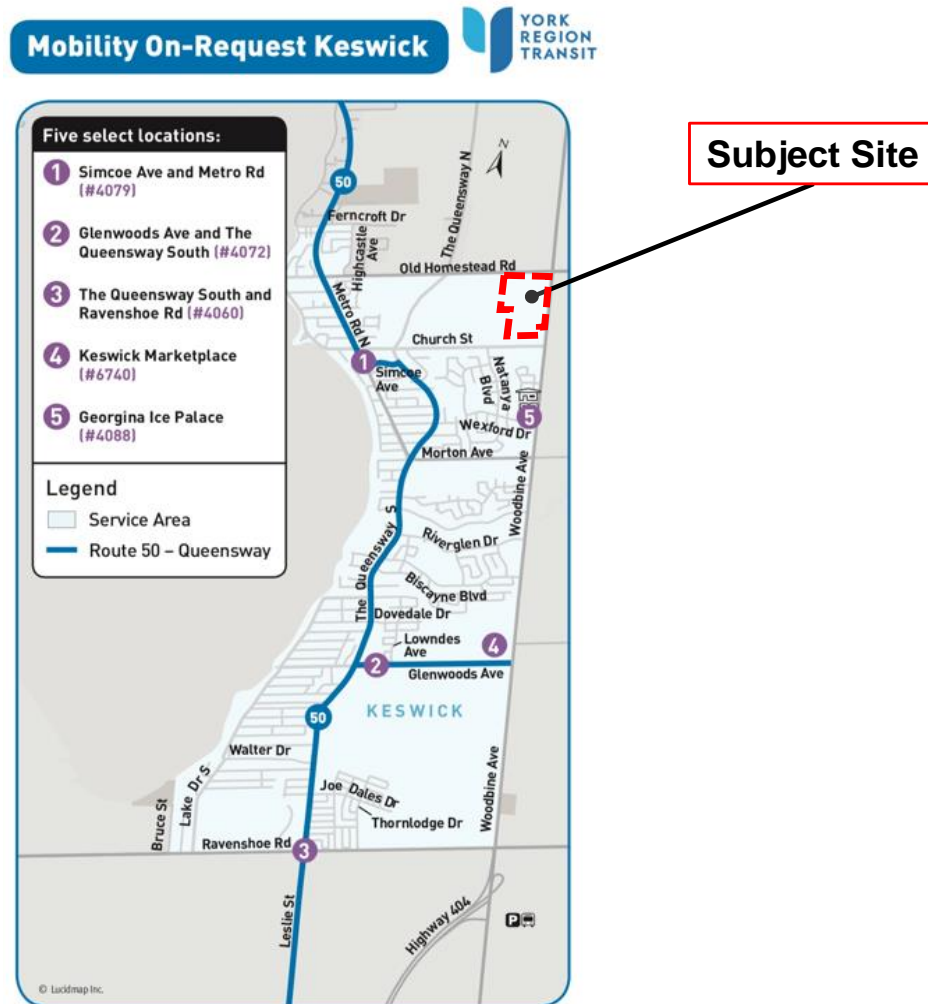 Mobility On-Request Keswick
YORK
REGION
TRANSIT
Subject Site
Five select locations:
1 Simcoe Ave and Metro Rd
(#4079)
2 Glenwoods Ave and The
Queensway South (#4072)
3 The Queensway South and
Ravenshoe Rd (#4060)
4 Keswick Marketplace
(#6740)
5 Georgina Ice Palace
(#4088)
Legend
Service Area
Route 50 – Queensway
N
50
The Queensway N
Ferncroft Dr
Highcastle
Ave
Old Homestead Rd
Metro Rd N
Church St
1
Simcoe
Ave
Natanya
Blvd
5
Wexford Dr
Morton Ave
Woodbine Ave
The Queensway S
Riverglen Dr
Biscayne Blvd
Dovedale Dr
Lowndes
Ave
4
2
Glenwoods Ave
KESWICK
50
Walter Dr
Lake Dr S
Joe Dales Dr
Woodbine Ave
Bruce St
Thornlodge Dr
Ravenshoe Rd
3
Leslie St
Highway 404
P
© Lucidmap Inc.